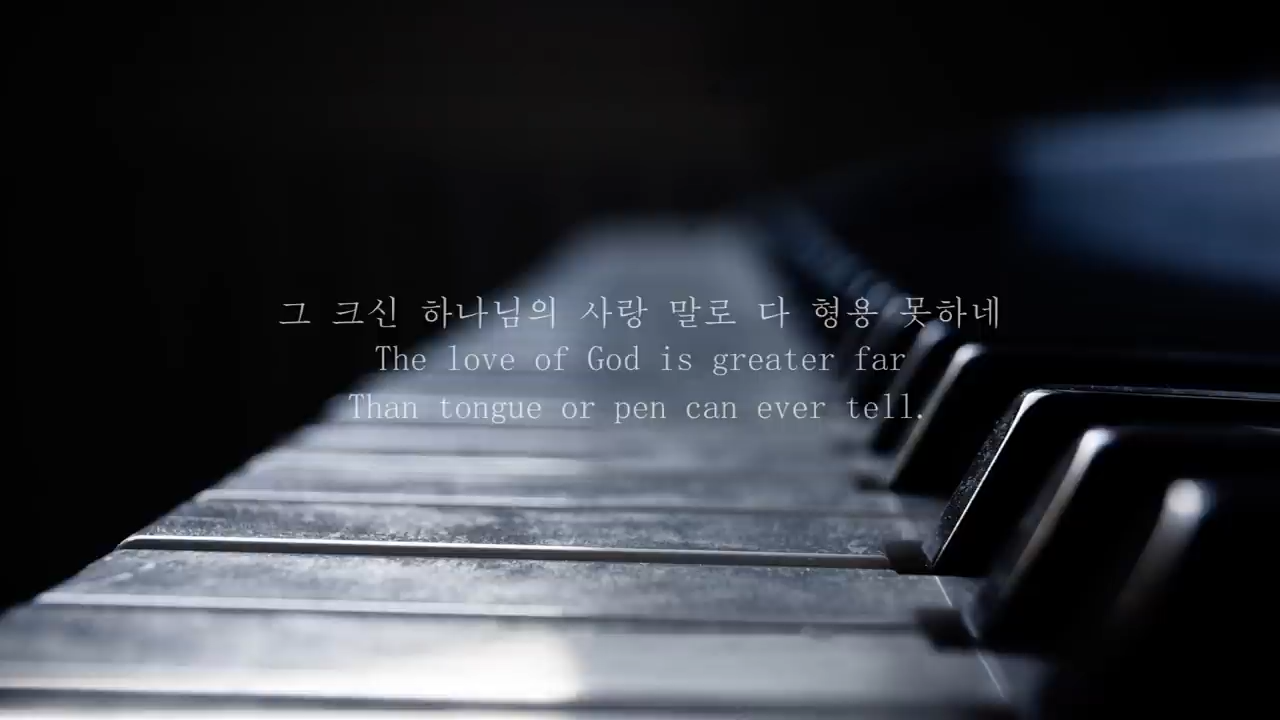 그 크신 하나님의 사랑 말로 다 형용 못하네
The love of God is greater far
Than tongue or pen can ever tell.